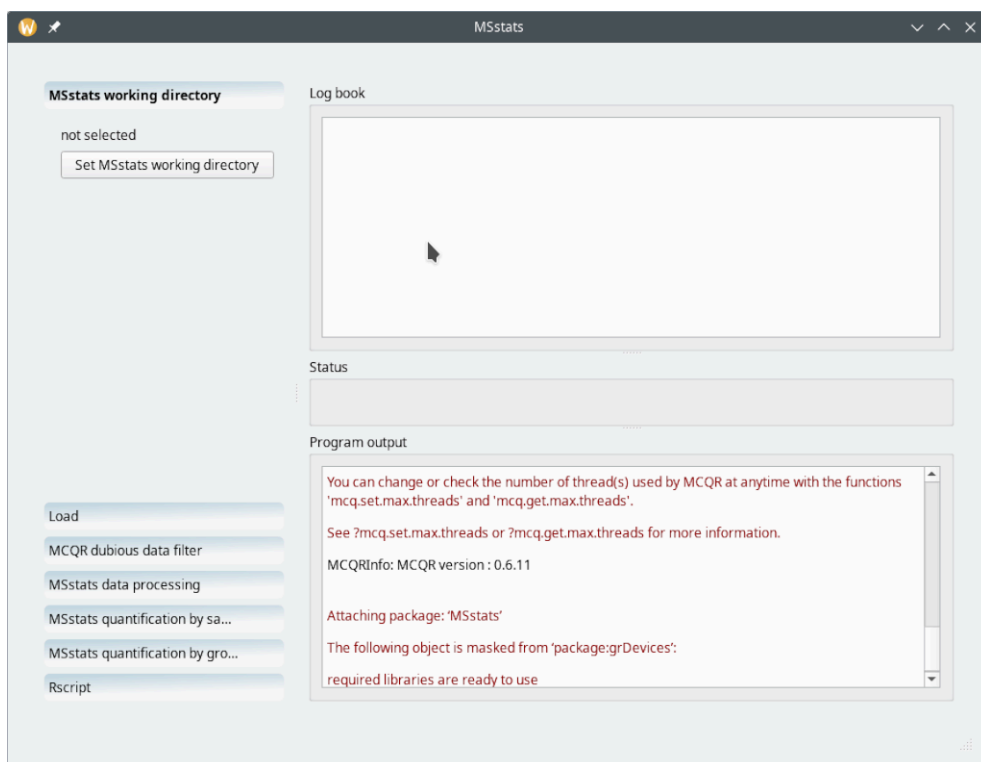 MSstats
MSstats working directory
not selected
Set MSstats working directory
Load
MCQR dubious data filter
MSstats data processing
MSstats quantification by sa...
MSstats quantification by gro...
Rscript
Log book
Status
Program output
You can change or check the number of thread(s) used by MCQR at anytime with the functions
'mcq.set.max.threads' and 'mcq.get.max.threads'.
See ?mcq.set.max.threads or ?mcq.get.max.threads for more information.
MCQRInfo: MCQR version : 0.6.11
Attaching package: ‘MSstats’
The following object is masked from ‘package:grDevices’:
required libraries are ready to use